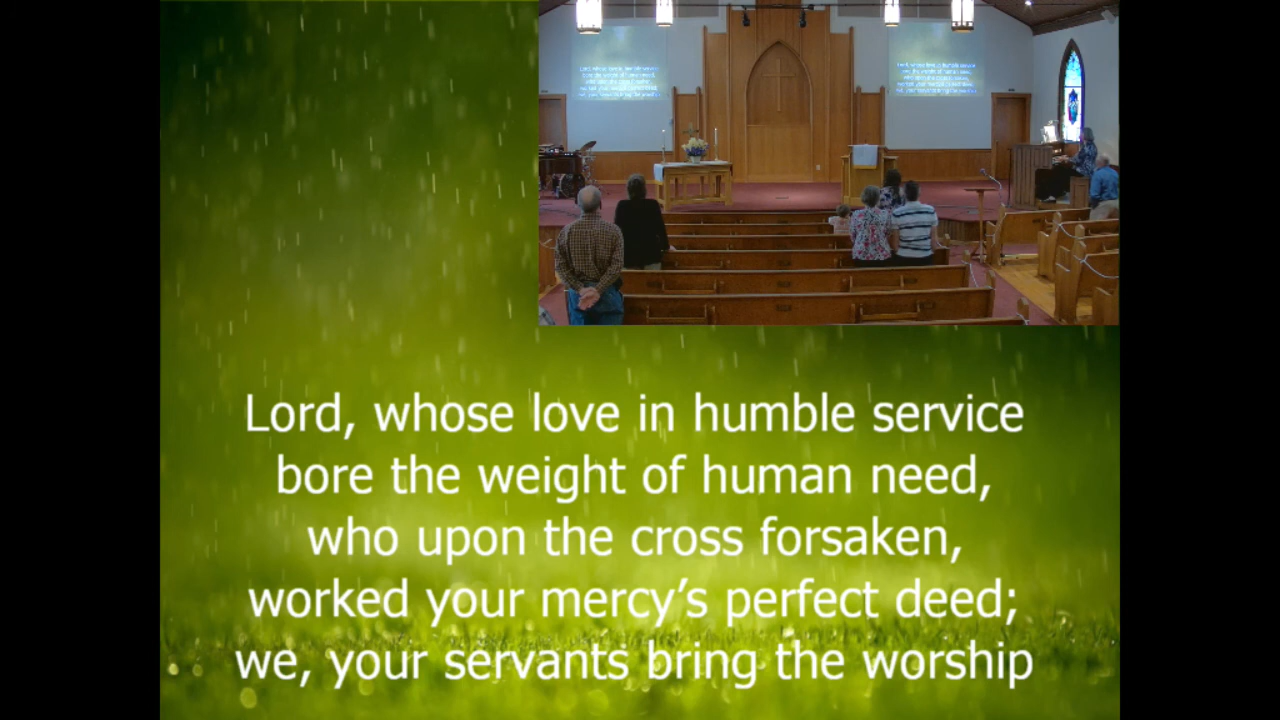 Lord, whose love in humble service
bore the weight of human need,
who upon the cross forsaken,
worked your mercy's perfect deed;
we, your servants bring the worship